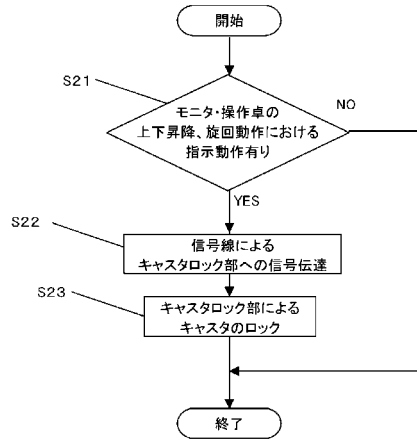 開始
S21
モニタ・操作卓の
上下昇降、旋回動作における
指示動作有り
NO
YES
S22
信号線による
キャスタロック部への信号伝達
S23
キャスタロック部による
キャスタのロック
終了